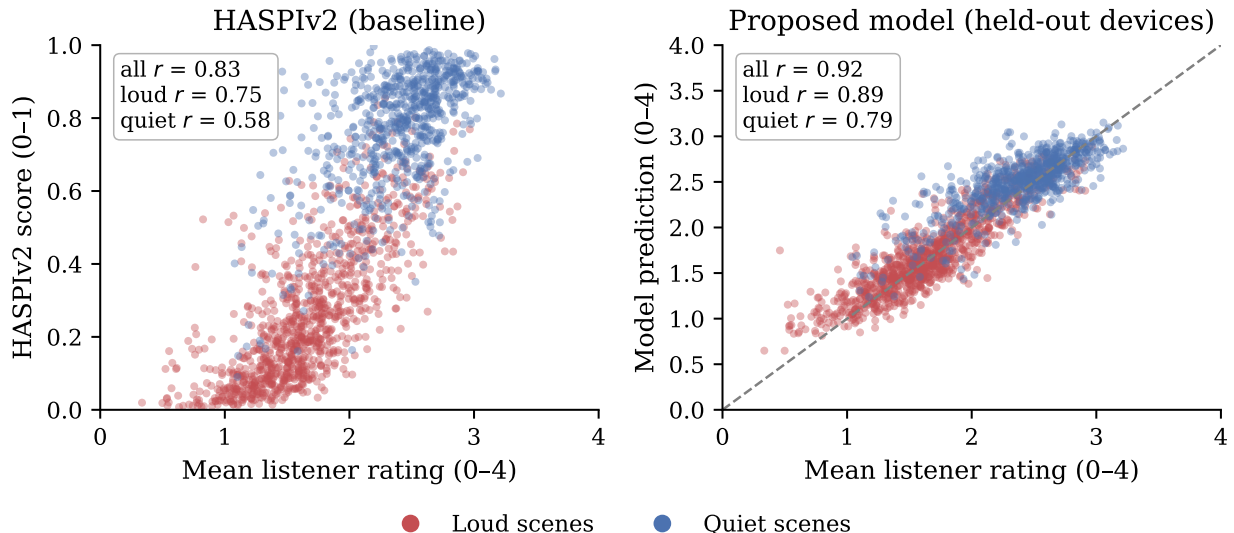 HASPIv2 (baseline)
all r = 0.83
loud r = 0.75
quiet r = 0.58
HASPIv2 score (0–1)
1.0
0.8
0.6
0.4
0.2
0.0
0 1 2 3 4
Mean listener rating (0–4)
Proposed model (held-out devices)
all r = 0.92
loud r = 0.89
quiet r = 0.79
Model prediction (0–4)
4.0
3.5
3.0
2.5
2.0
1.5
1.0
0.5
0.0
0 1 2 3 4
Mean listener rating (0–4)
Loud scenes
Quiet scenes